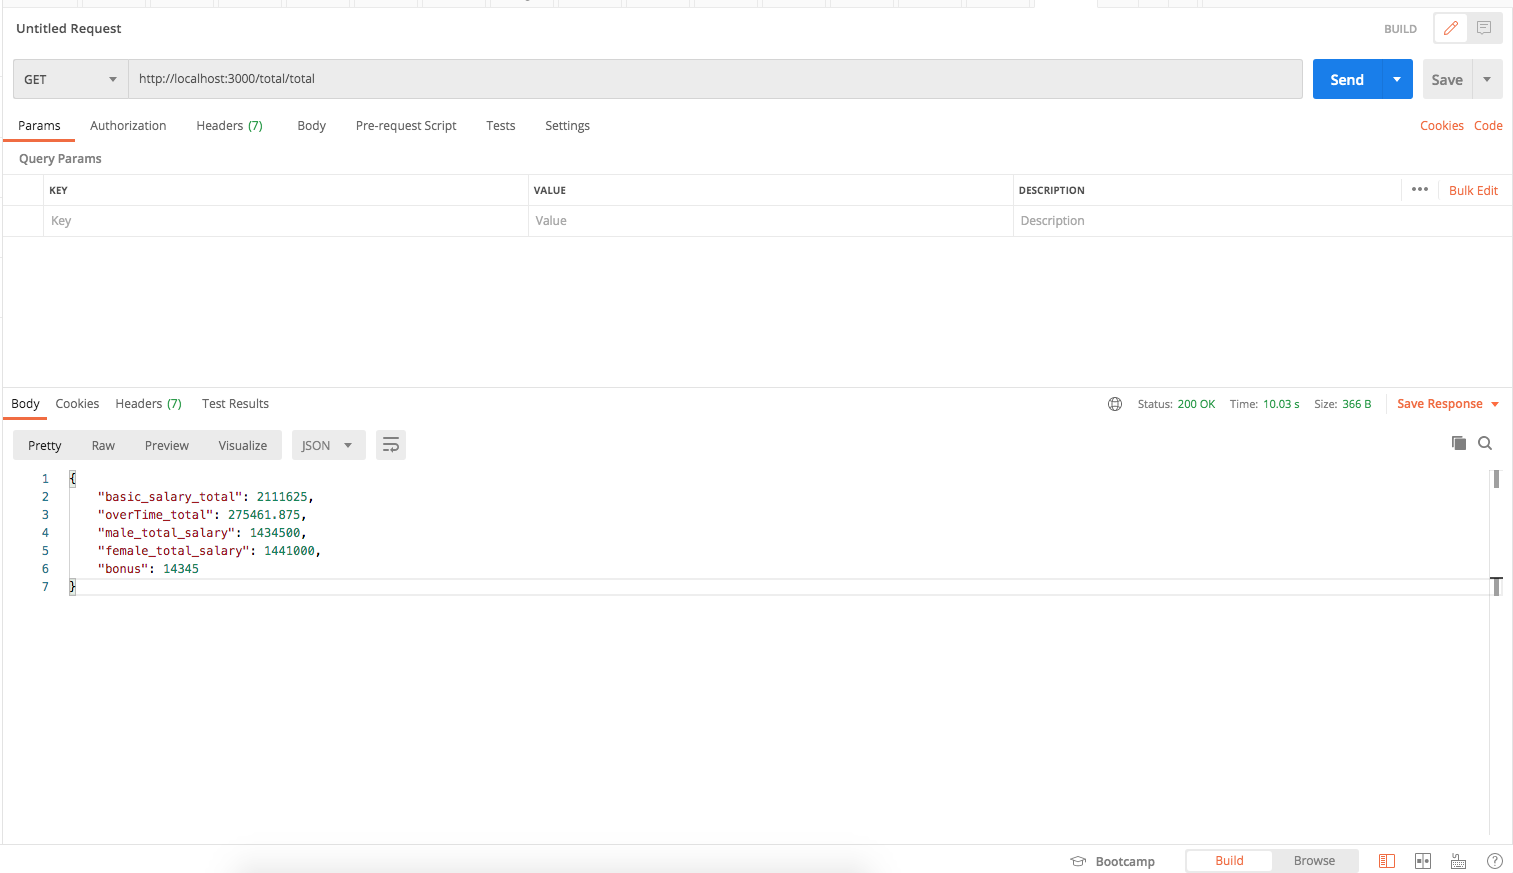 Untitled Request
BUILD
GET
http://localhost:3000/total/total
Send
Save
Params Authorization Headers (7) Body Pre-request Script Tests Settings
Cookies Code
Query Params
KEY VALUE DESCRIPTION ••• Bulk Edit
Key Value Description
Body Cookies Headers (7) Test Results
Status: 200 OK Time: 10.03 s Size: 366 B Save Response
Pretty Raw Preview Visualize JSON
1 {
2 "basic_salary_total": 2111625,
3 "overTime_total": 275461.875,
4 "male_total_salary": 1434500,
5 "female_total_salary": 1441000,
6 "bonus": 14345
7 }
Bootcamp Build Browse